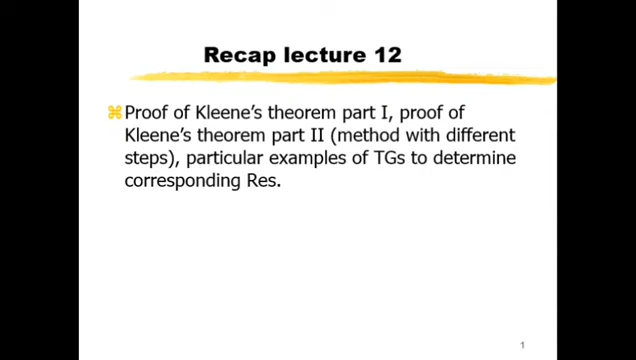 Recap lecture 12
⌘Proof of Kleene's theorem part I, proof of
Kleene's theorem part II (method with different
steps), particular examples of TGs to determine
corresponding Res.
1